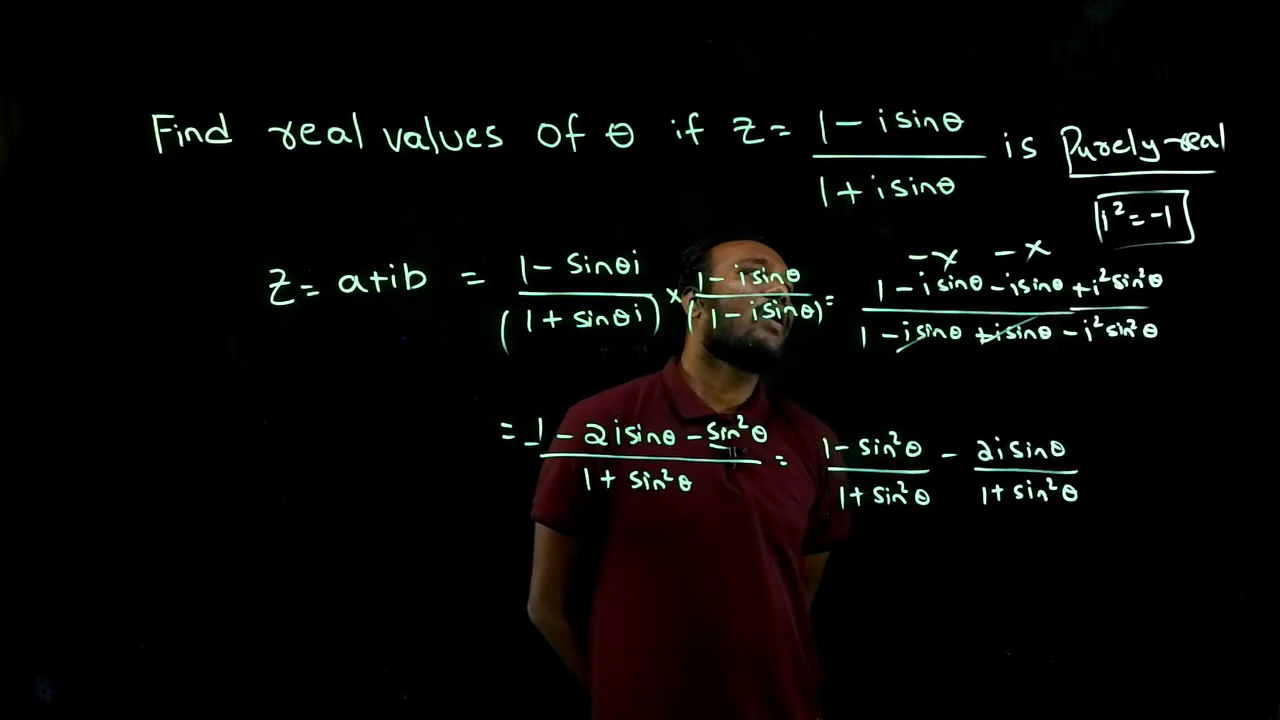 Find real values of θ if z = (1 - i sinθ)/(1 + i sinθ) is Purely-real
i² = -1
- x - x
z = a+ib = (1 - sinθi)/(1 + sinθi) × (1 - i sinθ)/(1 - i sinθ) = (1 - i sinθ - i sinθ + i² sin²θ)/(1 - i sinθ + i sinθ - i² sin²θ)
= (1 - 2i sinθ - sin²θ)/(1 + sin²θ) = (1 - sin²θ)/(1 + sin²θ) - (2i sinθ)/(1 + sin²θ)